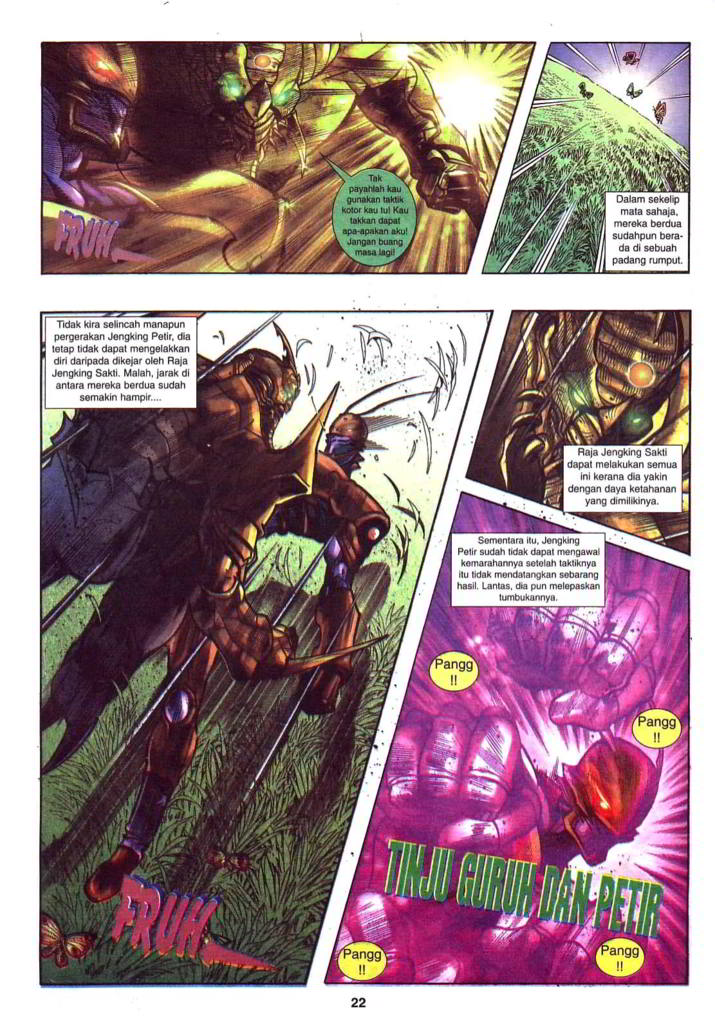 Tak
payahlah kau
gunakan taktik
kotor kau tu! Kau
takkan dapat
apa-apakan aku!
Jangan buang
masa lagi!
FRUH
Dalam sekelip
mata sahaja,
mereka berdua
sudahpun bera-
da di sebuah
padang rumput.
Tidak kira selincah manapun
pergerakan Jengking Petir, dia
tetap tidak dapat mengelakkan
diri daripada dikejar oleh Raja
Jengking Sakti. Malah, jarak di
antara mereka berdua sudah
semakin hampir....
FRUH
Raja Jengking Sakti
dapat melakukan semua
ini kerana dia yakin
dengan daya ketahanan
yang dimilikinya.
Sementara itu, Jengking
Petir sudah tidak dapat mengawal
kemarahannya setelah taktiknya
itu tidak mendatangkan sebarang
hasil. Lantas, dia pun melepaskan
tumbukannya.
Pangg
!!
Pangg
!!
TINJU GURUH DAN PETIR
Pangg
!!
Pangg
!!
22